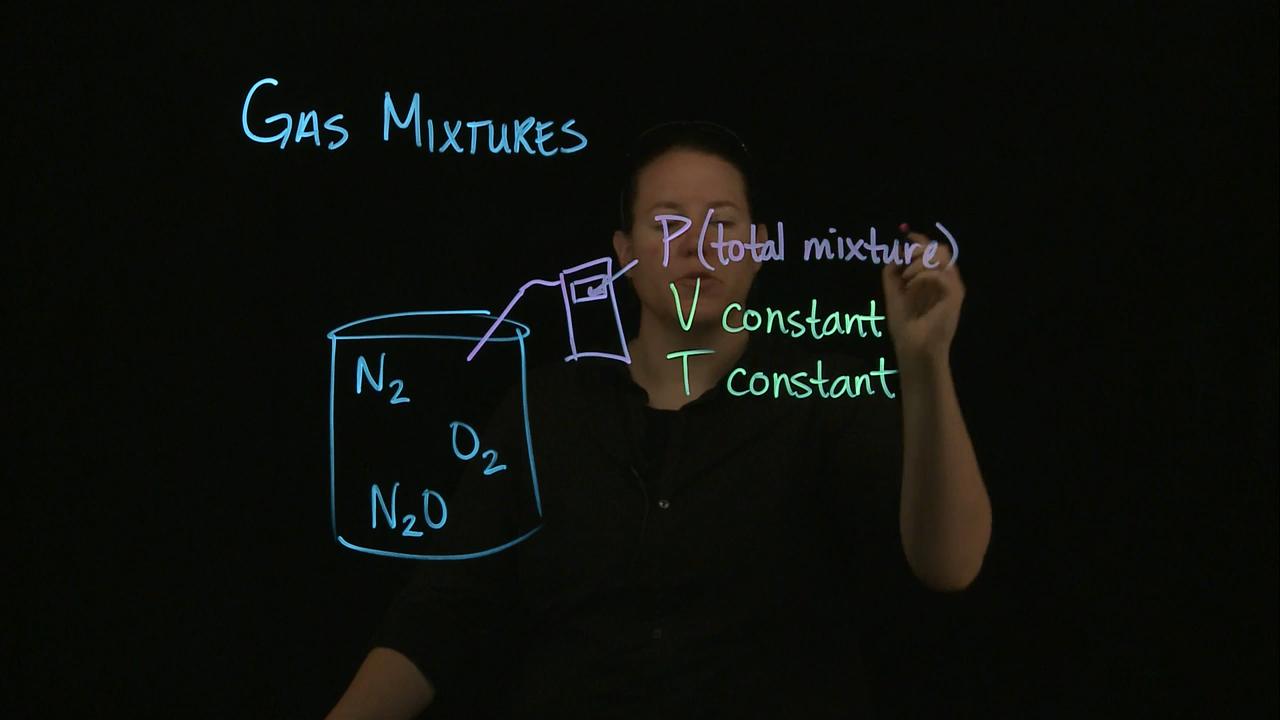 GAS MIXTURES
P (total mixture)
V constant
T constant
N₂
O₂
N₂O